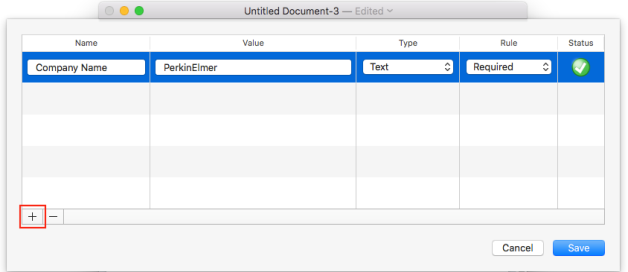 Untitled Document-3 — Edited
Name Value Type Rule Status
Company Name PerkinElmer Text Required
+ −
Cancel Save